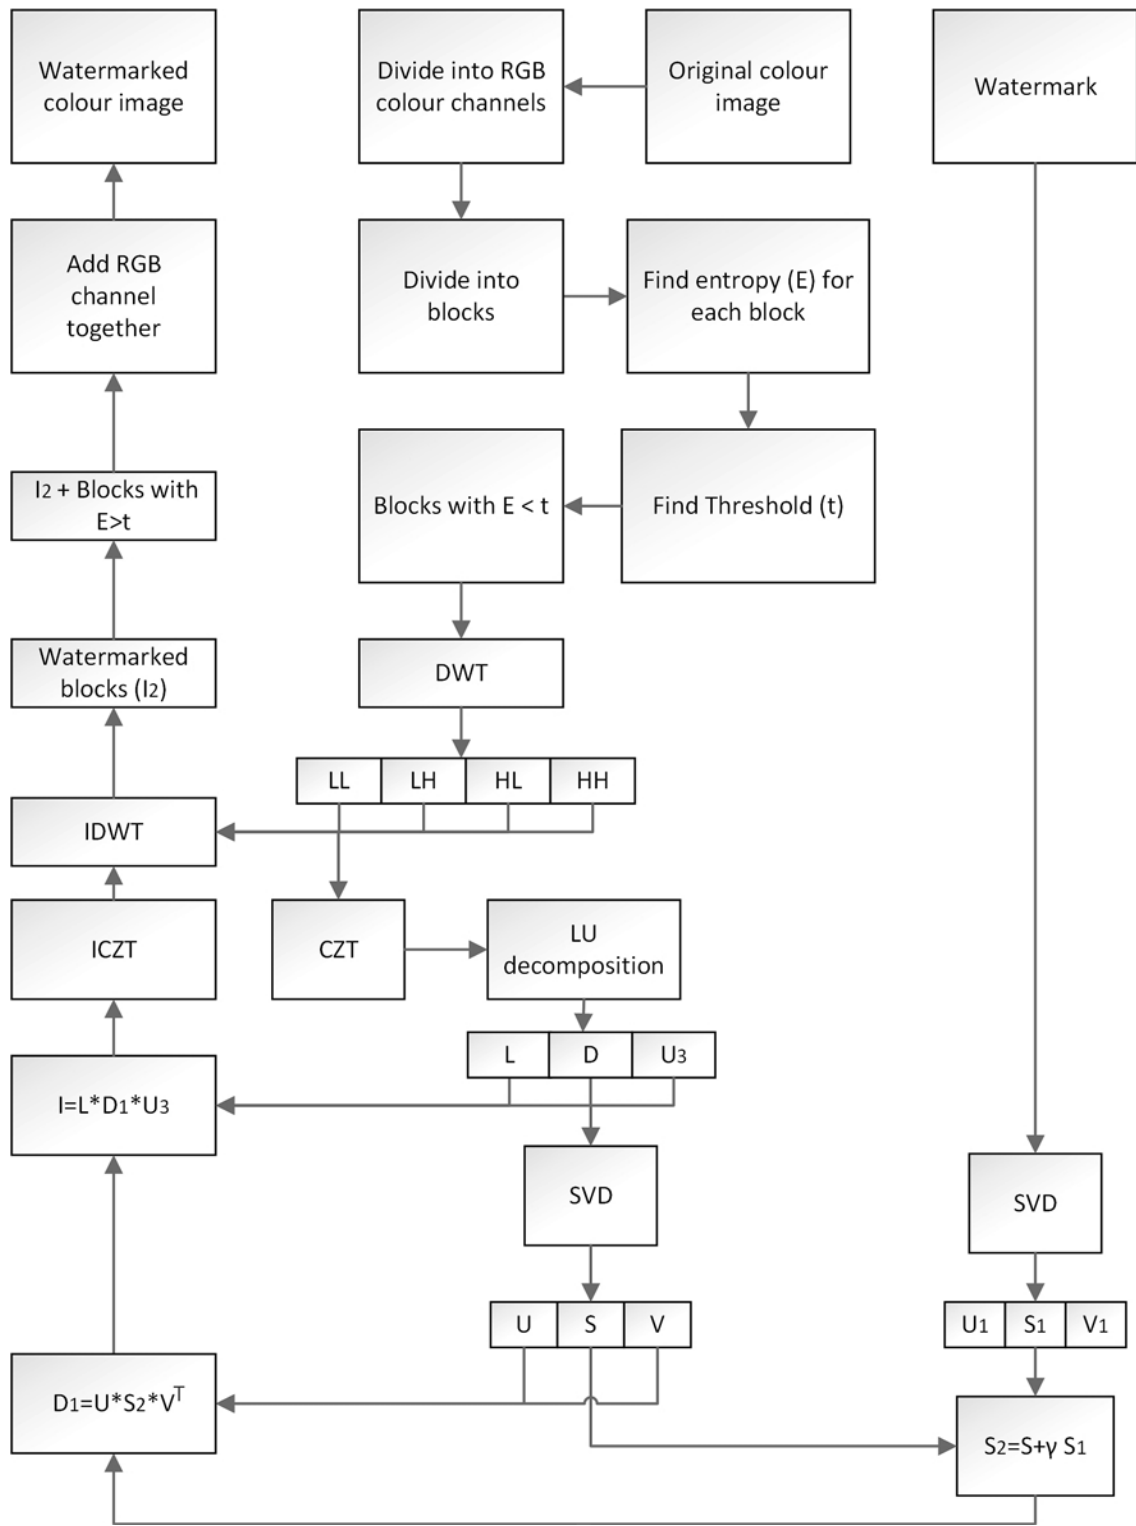 Watermarked
colour image
Divide into RGB
colour channels
Original colour
image
Watermark
Add RGB
channel
together
Divide into
blocks
Find entropy (E) for
each block
I2 + Blocks with
E>t
Blocks with E < t
Find Threshold (t)
Watermarked
blocks (I2)
DWT
LL
LH
HL
HH
IDWT
ICZT
CZT
LU
decomposition
L
D
U3
I=L*D1*U3
SVD
SVD
U
S
V
U1
S1
V1
D1=U*S2*V^T
S2=S+γ S1